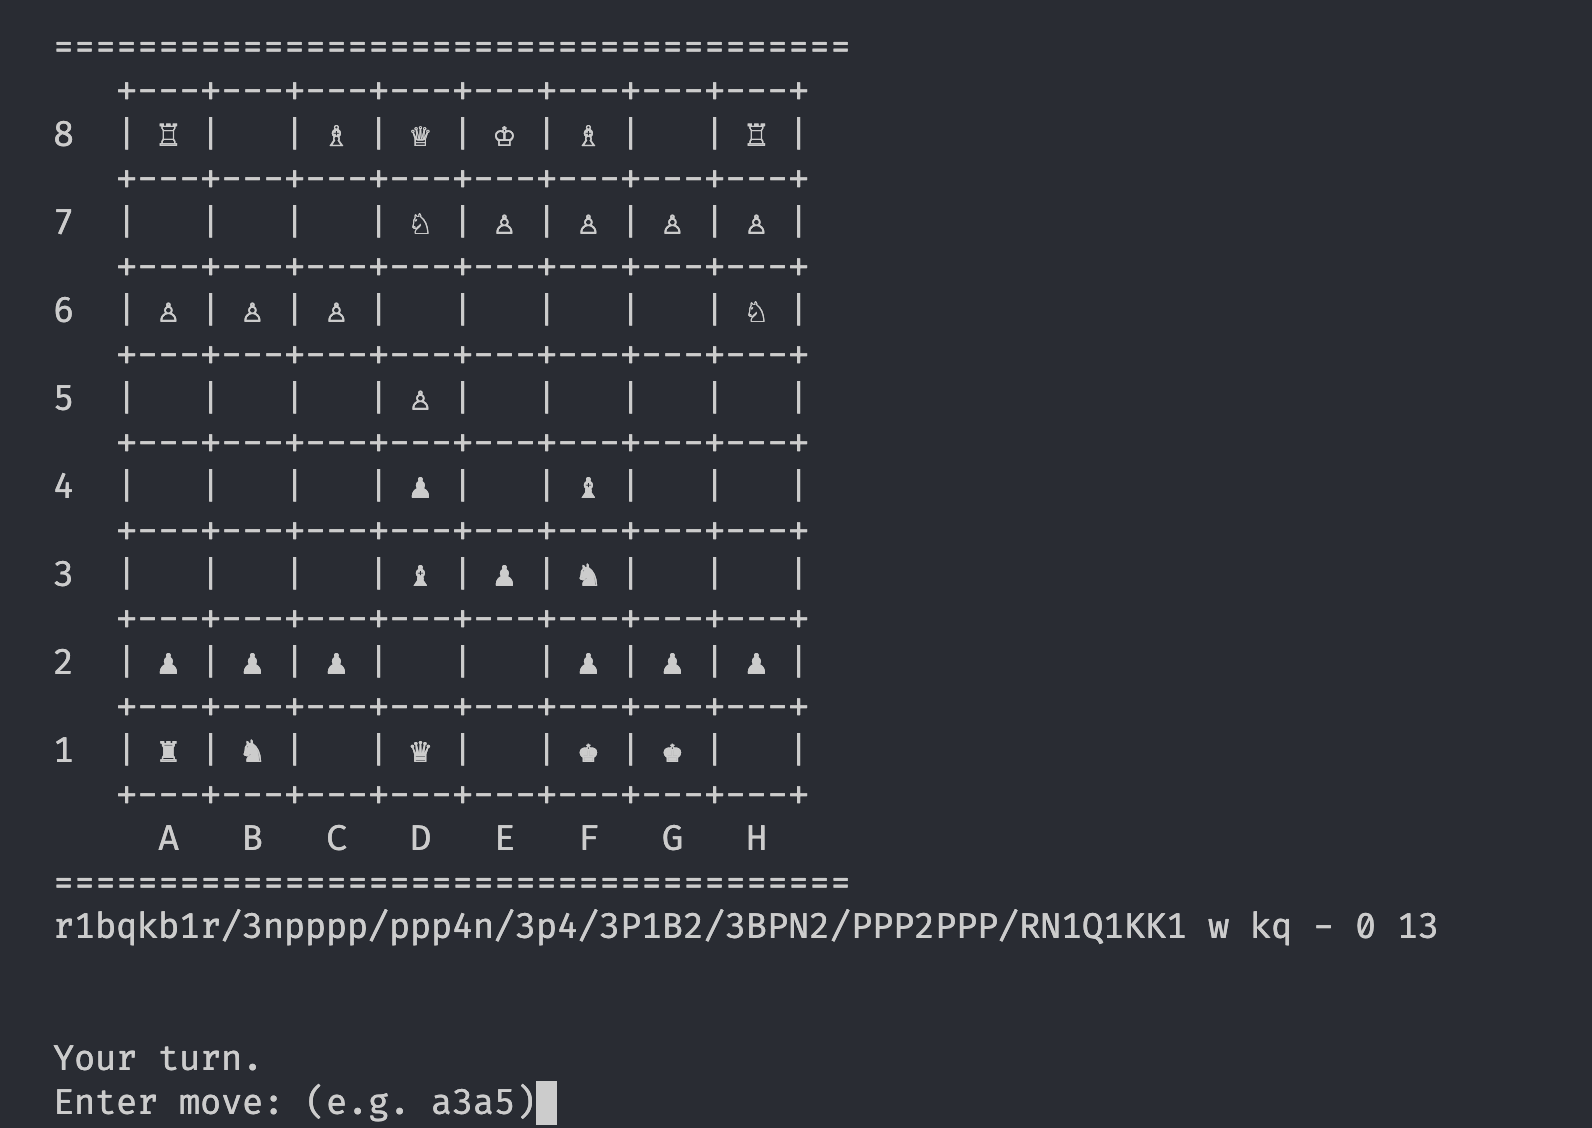 ======================================
+---+---+---+---+---+---+---+---+
8 | ♖ |   | ♗ | ♕ | ♔ | ♗ |   | ♖ |
+---+---+---+---+---+---+---+---+
7 |   |   |   | ♘ | ♙ | ♙ | ♙ | ♙ |
+---+---+---+---+---+---+---+---+
6 | ♙ | ♙ | ♙ |   |   |   |   | ♘ |
+---+---+---+---+---+---+---+---+
5 |   |   |   | ♙ |   |   |   |   |
+---+---+---+---+---+---+---+---+
4 |   |   |   | ♟ |   | ♝ |   |   |
+---+---+---+---+---+---+---+---+
3 |   |   |   | ♝ | ♟ | ♞ |   |   |
+---+---+---+---+---+---+---+---+
2 | ♟ | ♟ | ♟ |   |   | ♟ | ♟ | ♟ |
+---+---+---+---+---+---+---+---+
1 | ♜ | ♞ |   | ♛ |   | ♚ | ♚ |   |
+---+---+---+---+---+---+---+---+
A B C D E F G H
======================================
r1bqkb1r/3npppp/ppp4n/3p4/3P1B2/3BPN2/PPP2PPP/RN1Q1KK1 w kq - 0 13
Your turn.
Enter move: (e.g. a3a5)